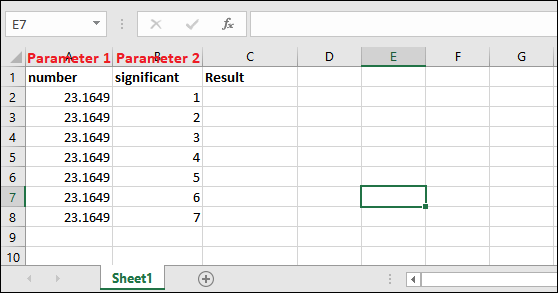 E7 fx
Parameter 1 Parameter 2
A B C D E F G
1 number significant Result
2 23.1649 1
3 23.1649 2
4 23.1649 3
5 23.1649 4
6 23.1649 5
7 23.1649 6
8 23.1649 7
9
10
Sheet1